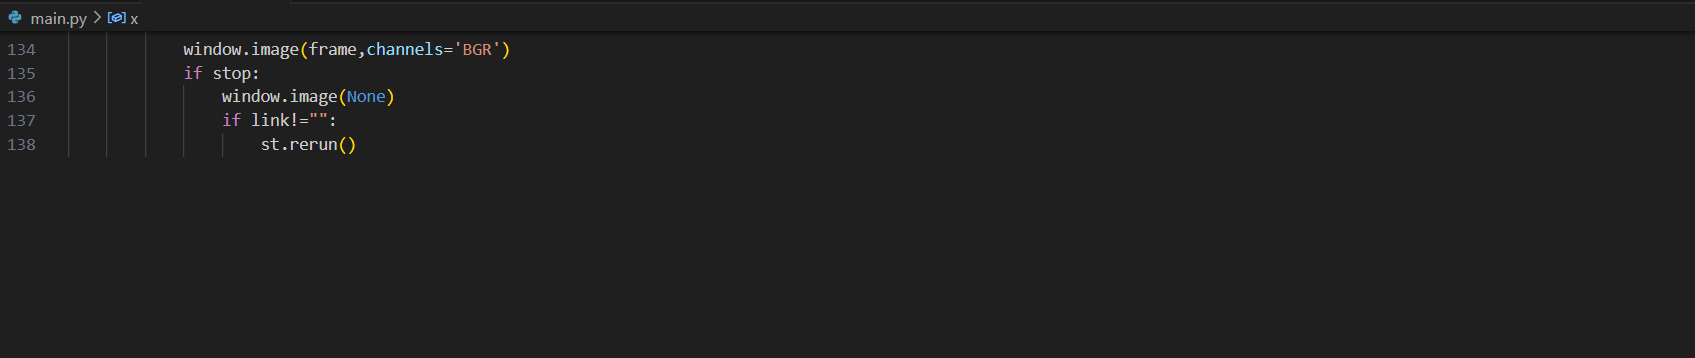 main.py > x
134 window.image(frame,channels='BGR')
135 if stop:
136 window.image(None)
137 if link!="":
138 st.rerun()